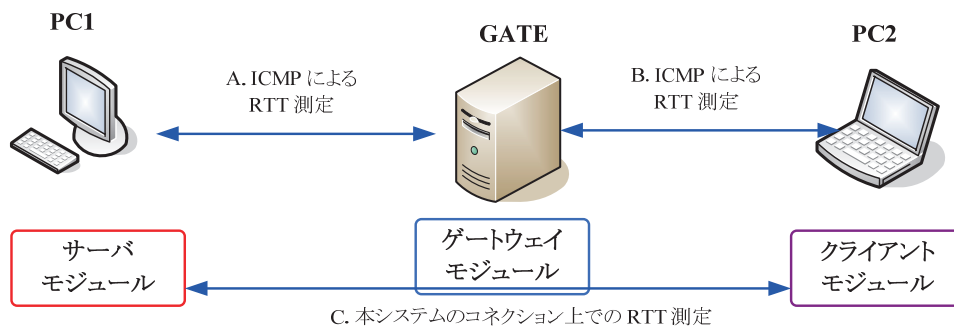 PC1
GATE
PC2
A. ICMP による
RTT 測定
B. ICMP による
RTT 測定
サーバ
モジュール
ゲートウェイ
モジュール
クライアント
モジュール
C. 本システムのコネクション上での RTT 測定